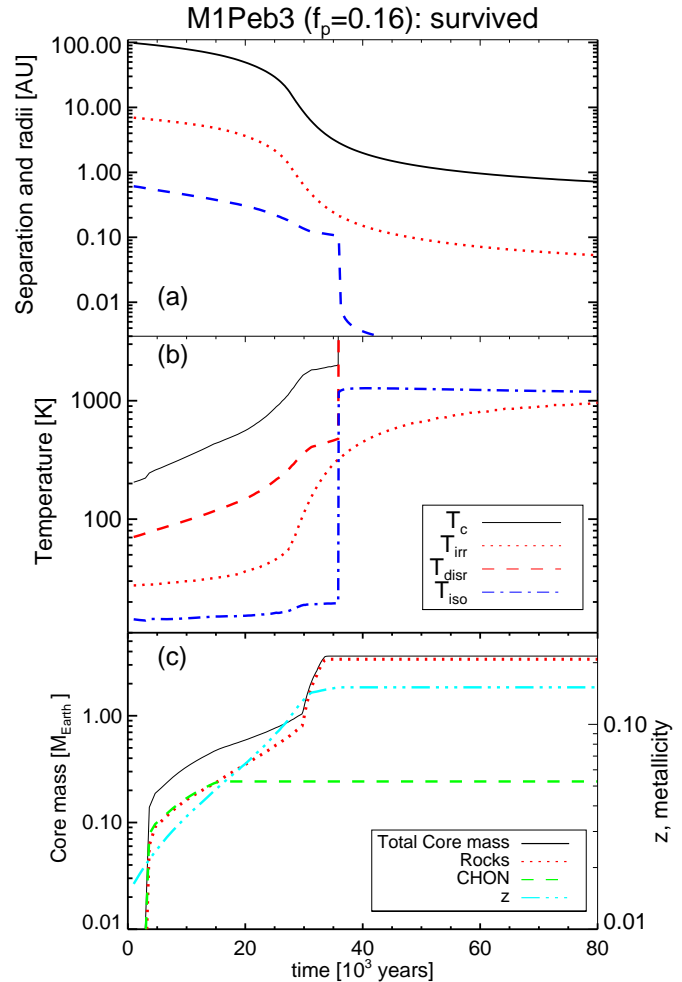 M1Peb3 (f_p=0.16): survived
Separation and radii [AU]
100.00
10.00
1.00
0.10
0.01
(a)
Temperature [K]
1000
100
(b)
T_c
T_irr
T_disr
T_iso
Core mass [M_Earth]
1.00
0.10
0.01
(c)
z, metallicity
0.10
0.01
Total Core mass
Rocks
CHON
z
0 20 40 60 80
time [10^3 years]